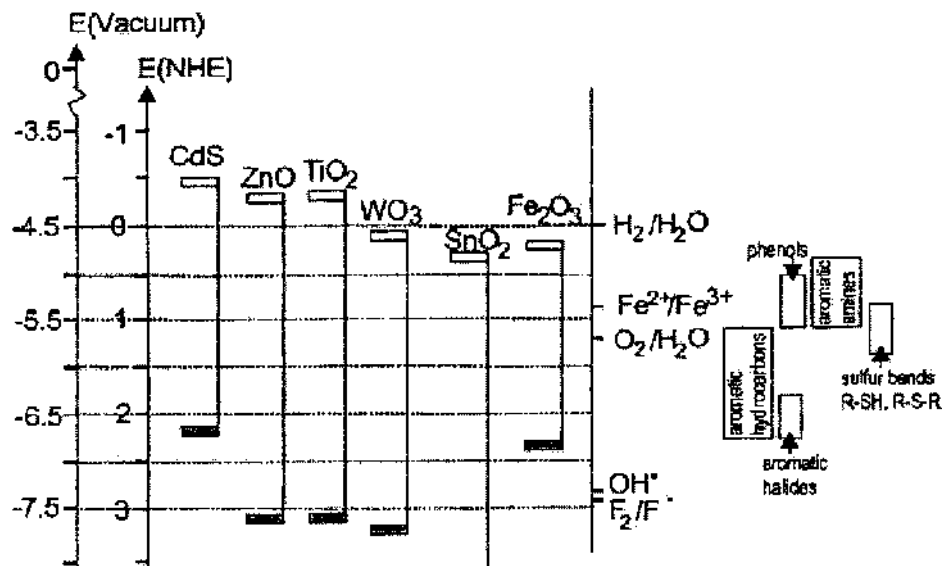 E(Vacuum)
0
E(NHE)
-3.5
-1
CdS
ZnO
TiO₂
WO₃
Fe₂O₃
SnO₂
-4.5
0
H₂/H₂O
phenols
aromatic
amines
Fe²⁺/Fe³⁺
-5.5
1
O₂/H₂O
aromatic
hydrocarbons
sulfur bands
R-SH, R-S-R
-6.5
2
aromatic
halides
OH•
-7.5
3
F₂/F⁻